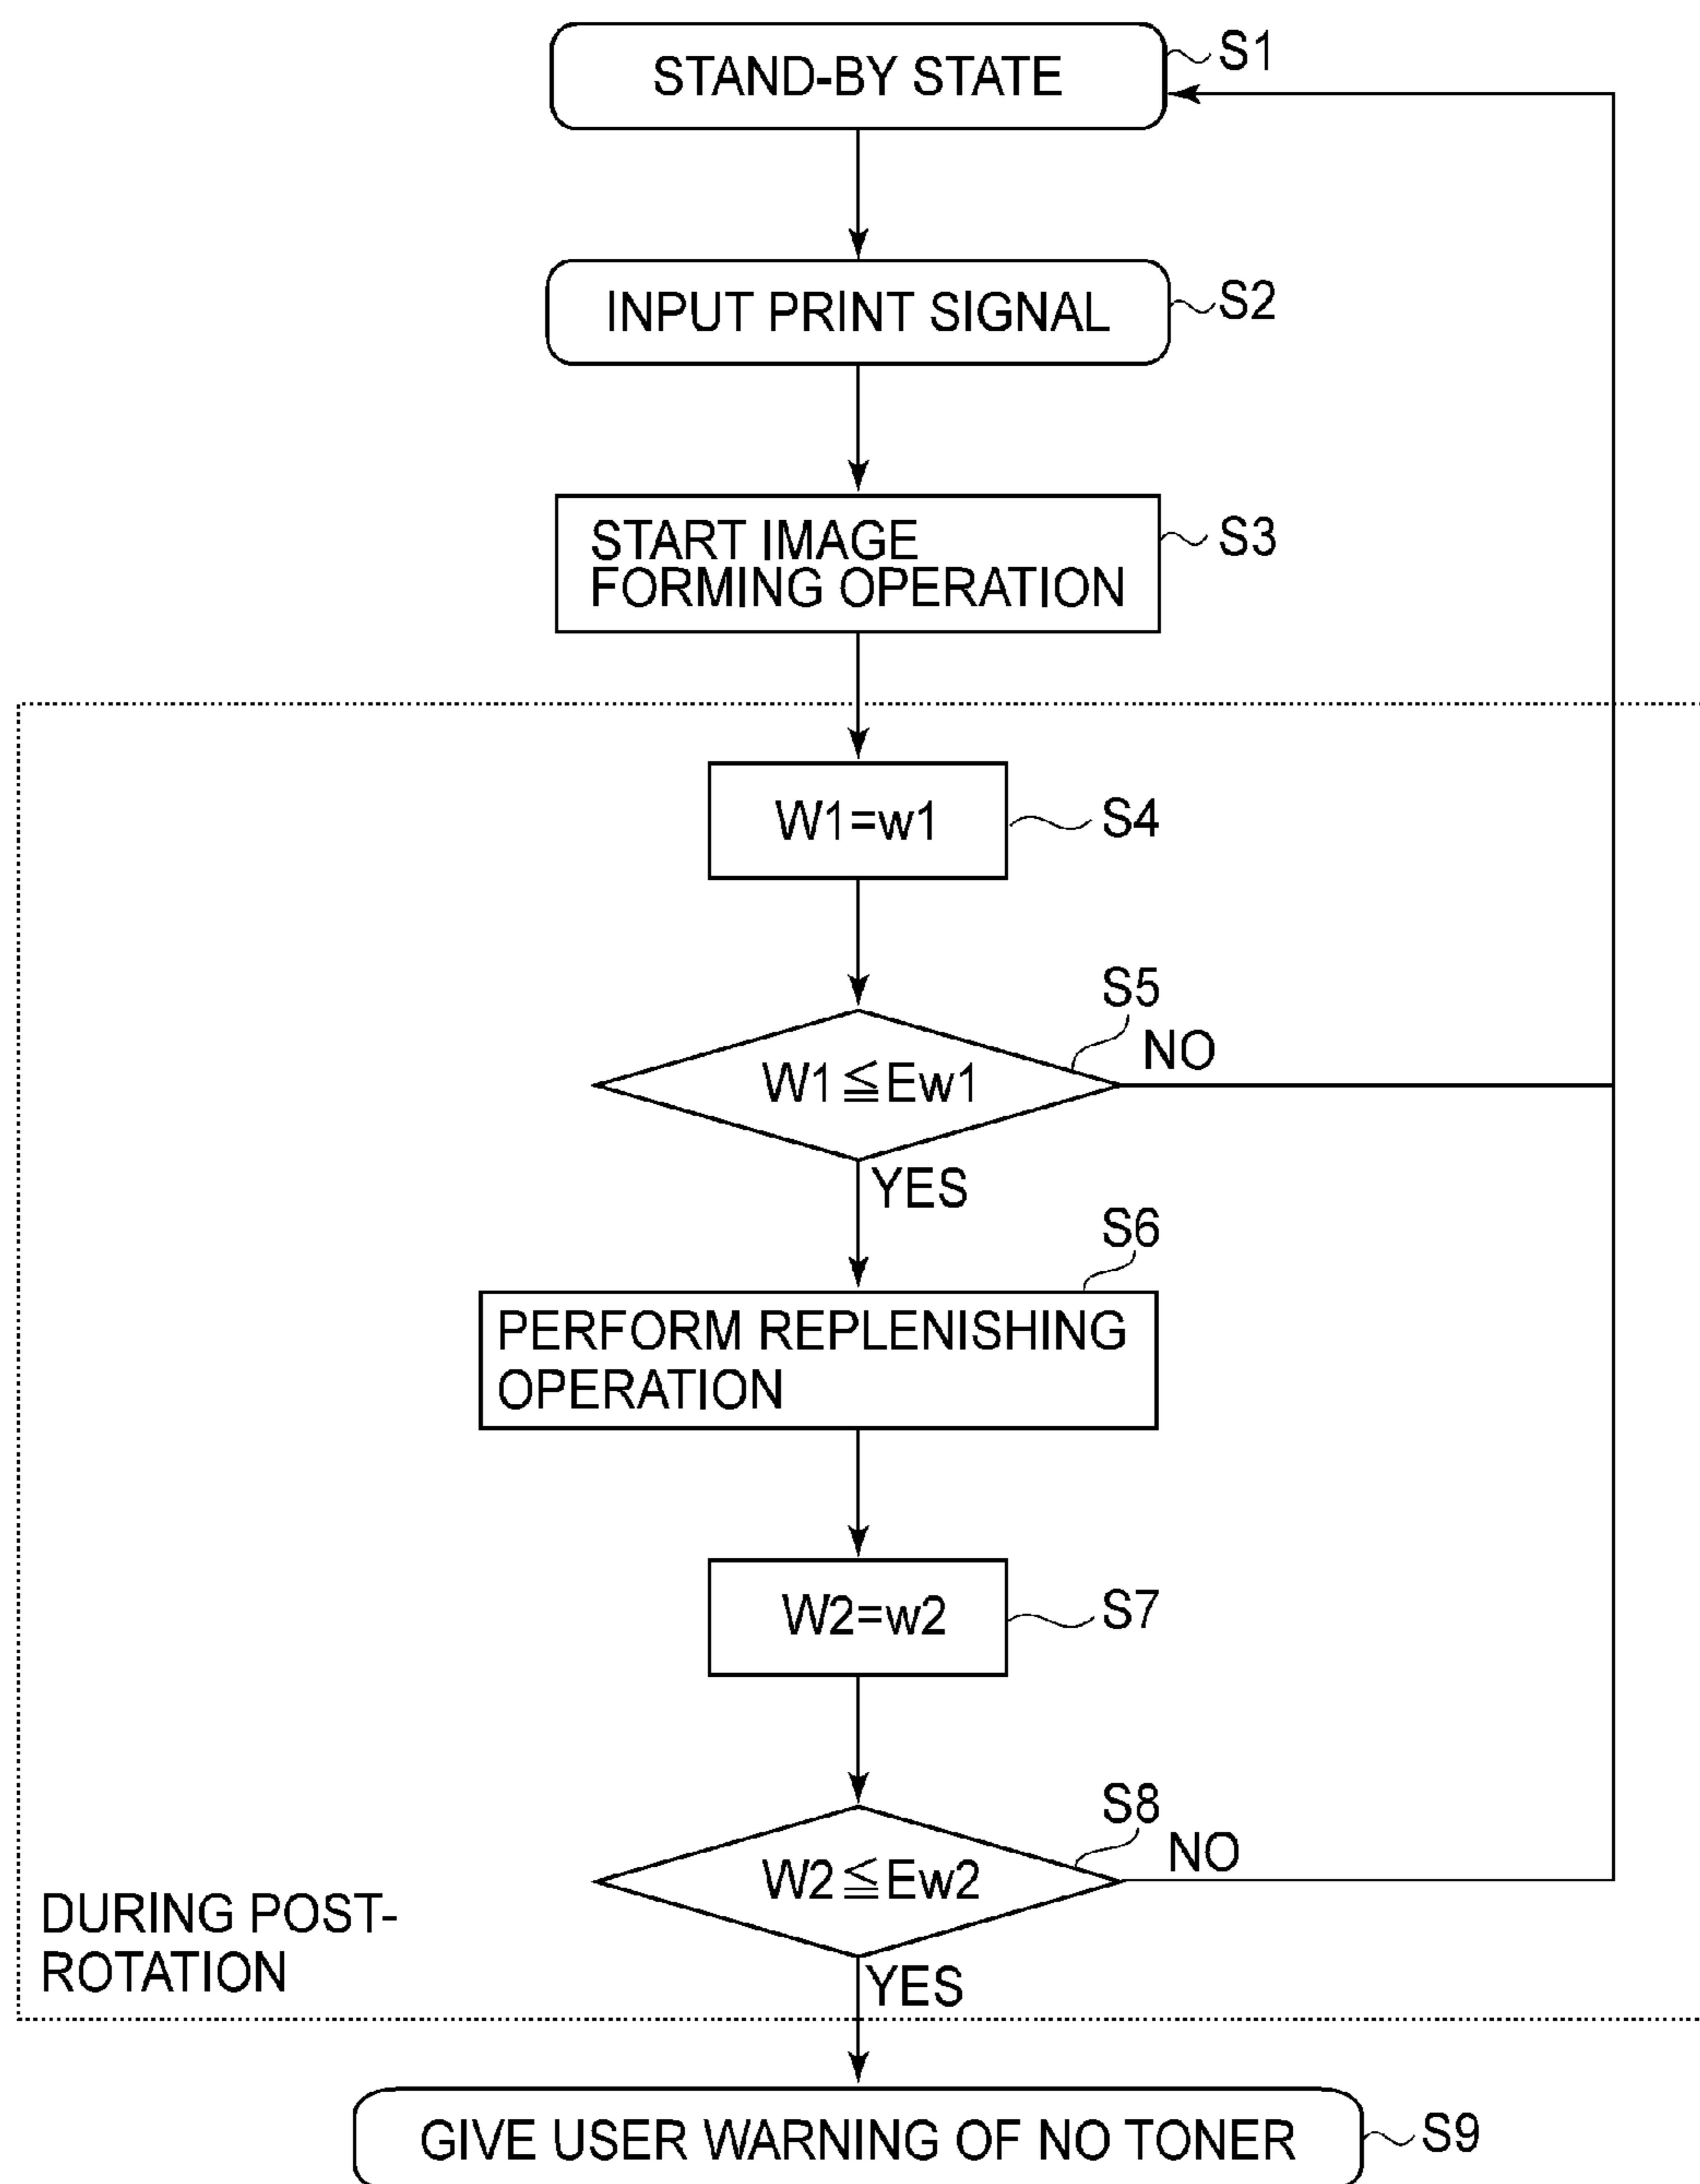 STAND-BY STATE
S1
INPUT PRINT SIGNAL
S2
START IMAGE
FORMING OPERATION
S3
W1=w1
S4
S5
W1≦Ew1
NO
YES
S6
PERFORM REPLENISHING
OPERATION
W2=w2
S7
S8
W2≦Ew2
NO
YES
DURING POST-
ROTATION
GIVE USER WARNING OF NO TONER
S9